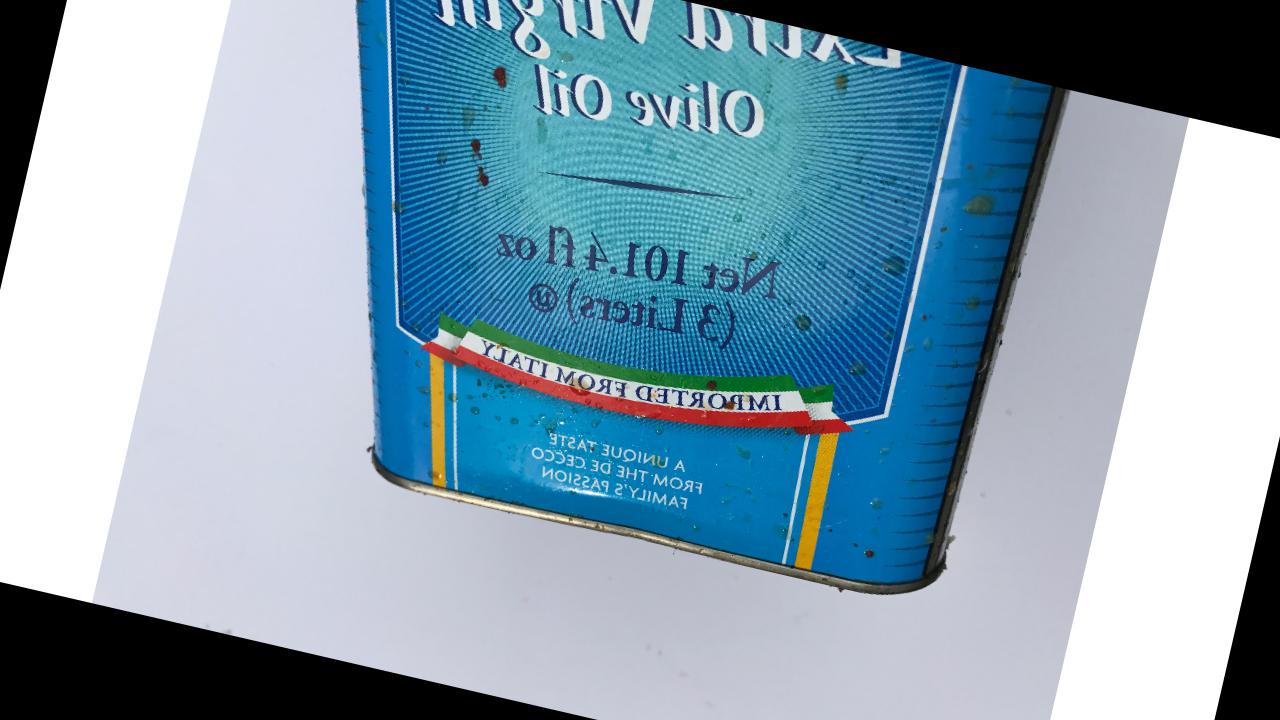 Extra Virgin
Olive Oil
Net 101.4 fl oz
(3 Liters) ⓤ
IMPORTED FROM ITALY
A UNIQUE TASTE
FROM THE DE CECCO
FAMILY'S PASSION